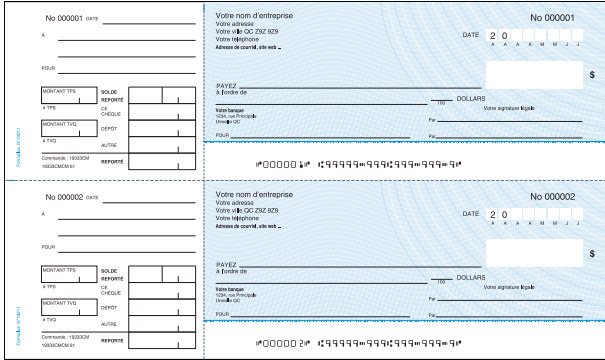 No 000001 DATE
À
POUR
MONTANT TPS
# TPS
MONTANT TVQ
# TVQ
Commande : 19333CM
19333CMCM 61
SOLDE
REPORTÉ
CE
CHÈQUE
DÉPÔT
AUTRE
REPORTÉ
Votre nom d'entreprise
Votre adresse
Votre ville QC Z9Z 9Z9
Votre téléphone
Adresse de courriel, site web ...
No 000001
DATE 2 0
A A A A M M J J
$
PAYEZ
à l'ordre de
100 DOLLARS
Votre banque
1234, rue Principale
Uneville QC
Votre signature légale
Par
POUR
Par
⑈000001⑈ ⑆99999⑉999⑆999⑉999⑉9⑈
No 000002 DATE
À
POUR
MONTANT TPS
# TPS
MONTANT TVQ
# TVQ
Commande : 19333CM
19333CMCM 61
SOLDE
REPORTÉ
CE
CHÈQUE
DÉPÔT
AUTRE
REPORTÉ
Votre nom d'entreprise
Votre adresse
Votre ville QC Z9Z 9Z9
Votre téléphone
Adresse de courriel, site web ...
No 000002
DATE 2 0
A A A A M M J J
$
PAYEZ
à l'ordre de
100 DOLLARS
Votre banque
1234, rue Principale
Uneville QC
Votre signature légale
Par
POUR
Par
⑈000002⑈ ⑆99999⑉999⑆999⑉999⑉9⑈